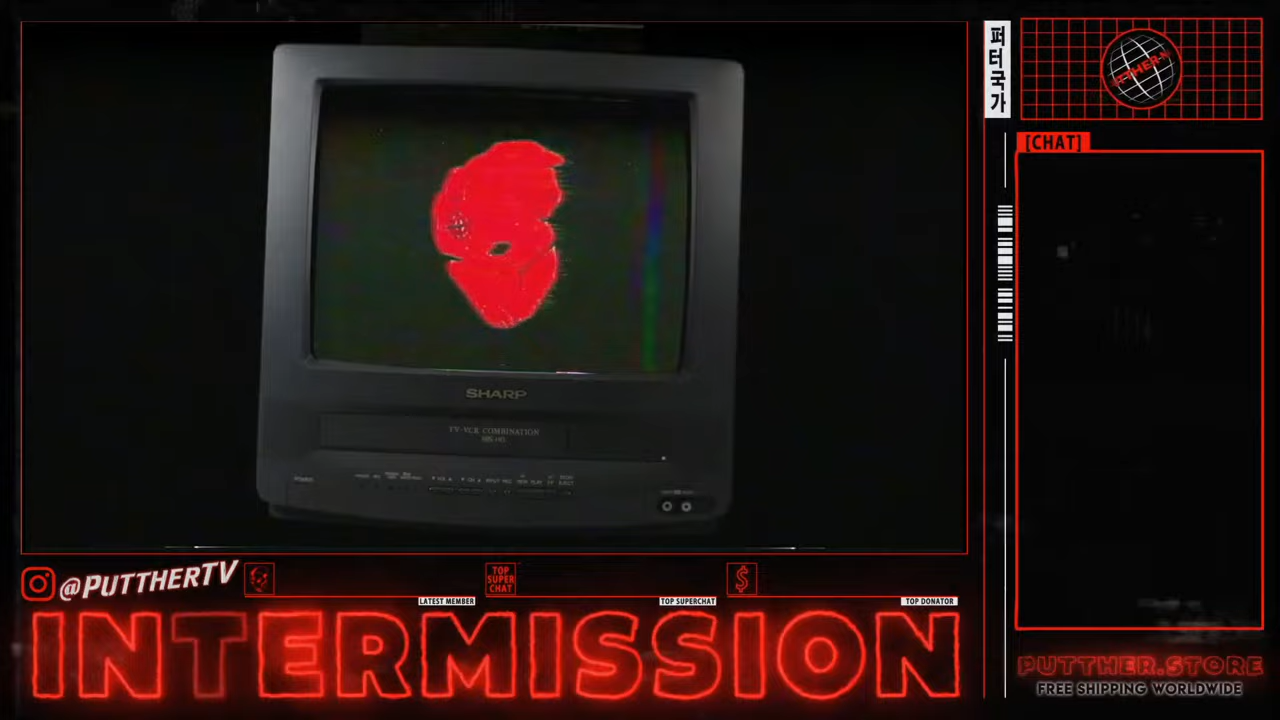 퍼터국가
[CHAT]
SHARP
TV-VCR COMBINATION
@PUTTHERTV
TOP
SUPER
CHAT
$
LATEST MEMBER
TOP SUPERCHAT
TOP DONATOR
INTERMISSION
PUTTHER.STORE
FREE SHIPPING WORLDWIDE